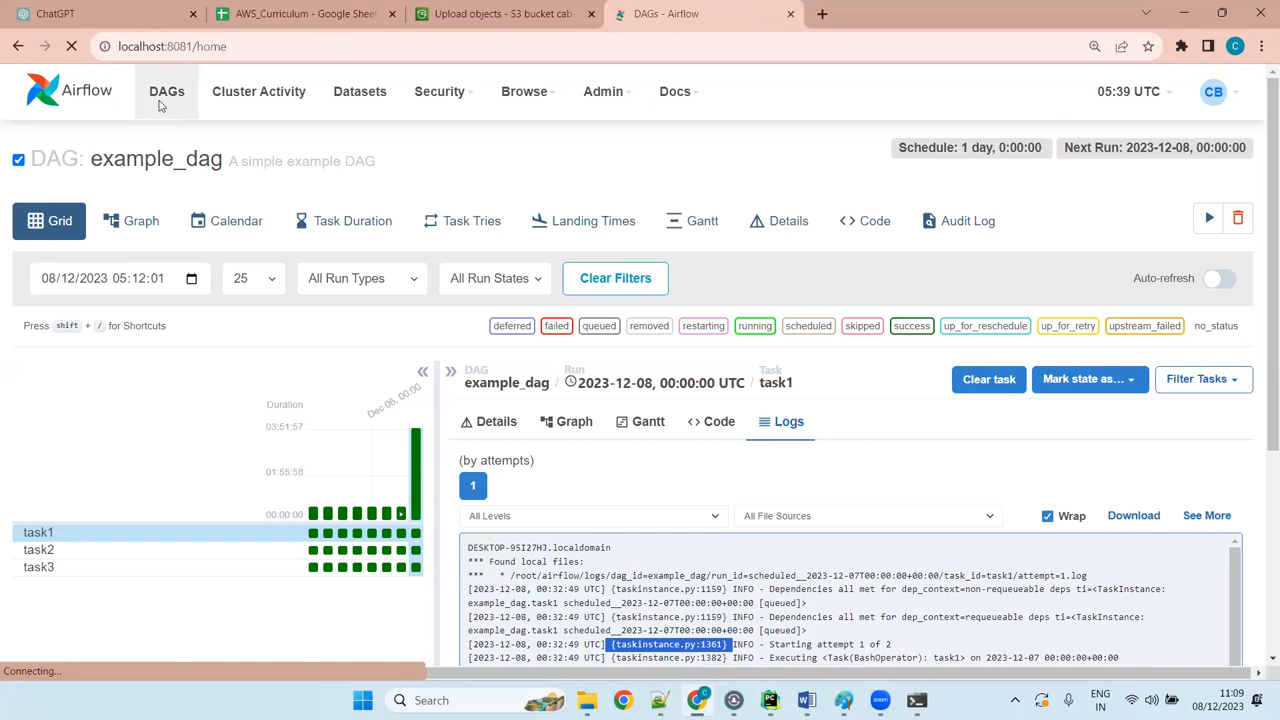 ChatGPT
AWS_Curriculum - Google Sheet
Upload objects - S3 bucket cab-
DAGs - Airflow
localhost:8081/home
Airflow
DAGs
Cluster Activity
Datasets
Security
Browse
Admin
Docs
05:39 UTC
CB
DAG: example_dag A simple example DAG
Schedule: 1 day, 0:00:00
Next Run: 2023-12-08, 00:00:00
Grid
Graph
Calendar
Task Duration
Task Tries
Landing Times
Gantt
Details
Code
Audit Log
08/12/2023 05:12:01
25
All Run Types
All Run States
Clear Filters
Auto-refresh
Press shift + / for Shortcuts
deferred
failed
queued
removed
restarting
running
scheduled
skipped
success
up_for_reschedule
up_for_retry
upstream_failed
no_status
Duration
Dec 06, 00:00
03:51:57
01:55:58
00:00:00
task1
task2
task3
DAG
example_dag
Run
2023-12-08, 00:00:00 UTC
Task
task1
Clear task
Mark state as...
Filter Tasks
Details
Graph
Gantt
Code
Logs
(by attempts)
1
All Levels
All File Sources
Wrap
Download
See More
DESKTOP-9SI27HJ.localdomain
*** Found local files:
*** * /root/airflow/logs/dag_id=example_dag/run_id=scheduled__2023-12-07T00:00:00+00:00/task_id=task1/attempt=1.log
[2023-12-08, 00:32:49 UTC] {taskinstance.py:1159} INFO - Dependencies all met for dep_context=non-requeueable deps ti=<TaskInstance:
example_dag.task1 scheduled__2023-12-07T00:00:00+00:00 [queued]>
[2023-12-08, 00:32:49 UTC] {taskinstance.py:1159} INFO - Dependencies all met for dep_context=requeueable deps ti=<TaskInstance:
example_dag.task1 scheduled__2023-12-07T00:00:00+00:00 [queued]>
[2023-12-08, 00:32:49 UTC] {taskinstance.py:1361} INFO - Starting attempt 1 of 2
[2023-12-08, 00:32:49 UTC] {taskinstance.py:1382} INFO - Executing <Task(BashOperator): task1> on 2023-12-07 00:00:00+00:00
Connecting...
Search
ENG
IN
11:09
08/12/2023